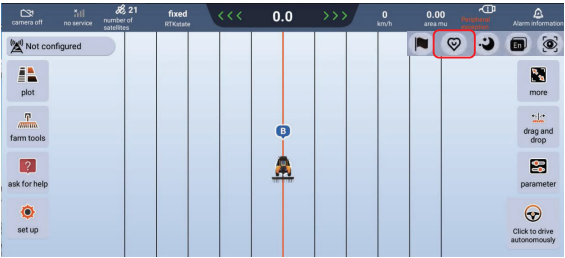 camera off
no service
21
number of
satellites
fixed
RTKstate
<<<
0.0
>>>
0
km/h
0.00
area mu
Peripheral
exception
Alarm information
Not configured
En
plot
farm tools
ask for help
set up
B
more
drag and
drop
parameter
Click to drive
autonomously